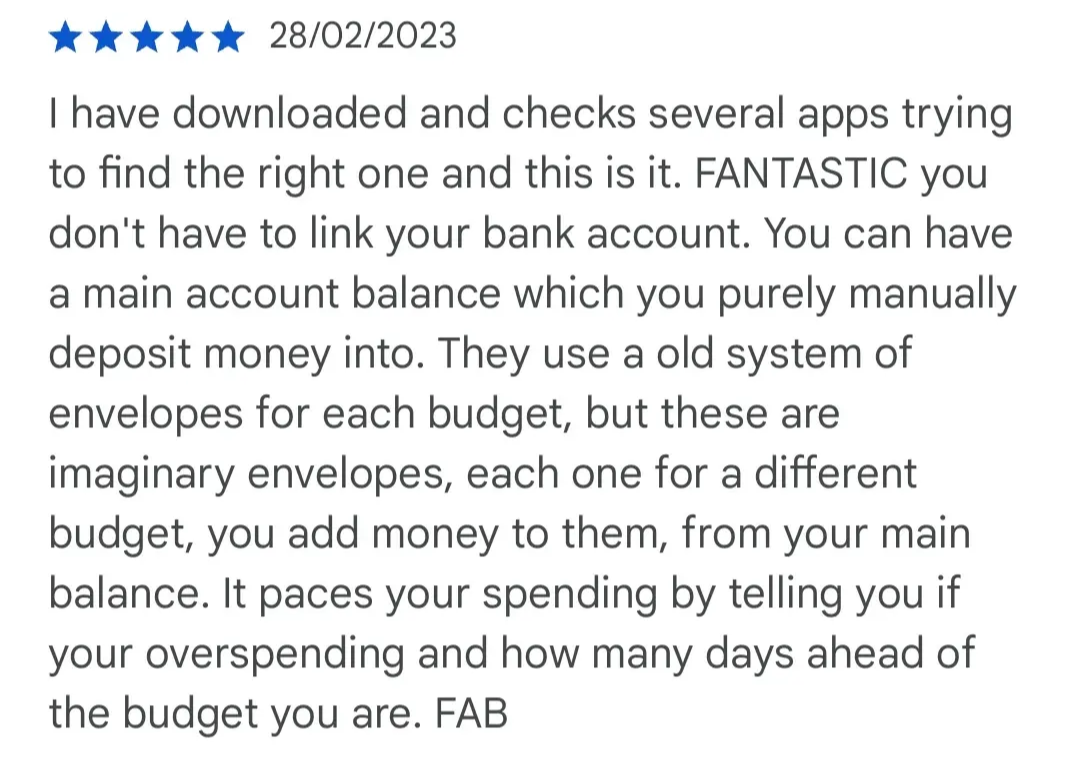 28/02/2023
I have downloaded and checks several apps trying
to find the right one and this is it. FANTASTIC you
don't have to link your bank account. You can have
a main account balance which you purely manually
deposit money into. They use a old system of
envelopes for each budget, but these are
imaginary envelopes, each one for a different
budget, you add money to them, from your main
balance. It paces your spending by telling you if
your overspending and how many days ahead of
the budget you are. FAB